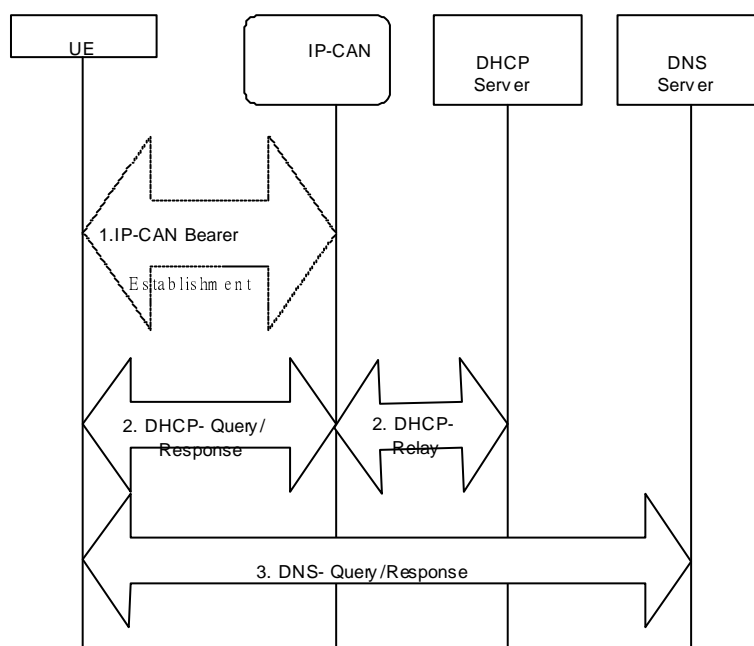 UE
IP-CAN
DHCP
Server
DNS
Server
1.IP-CAN Bearer
Establishment
2. DHCP- Query/
Response
2. DHCP-
Relay
3. DNS- Query/Response